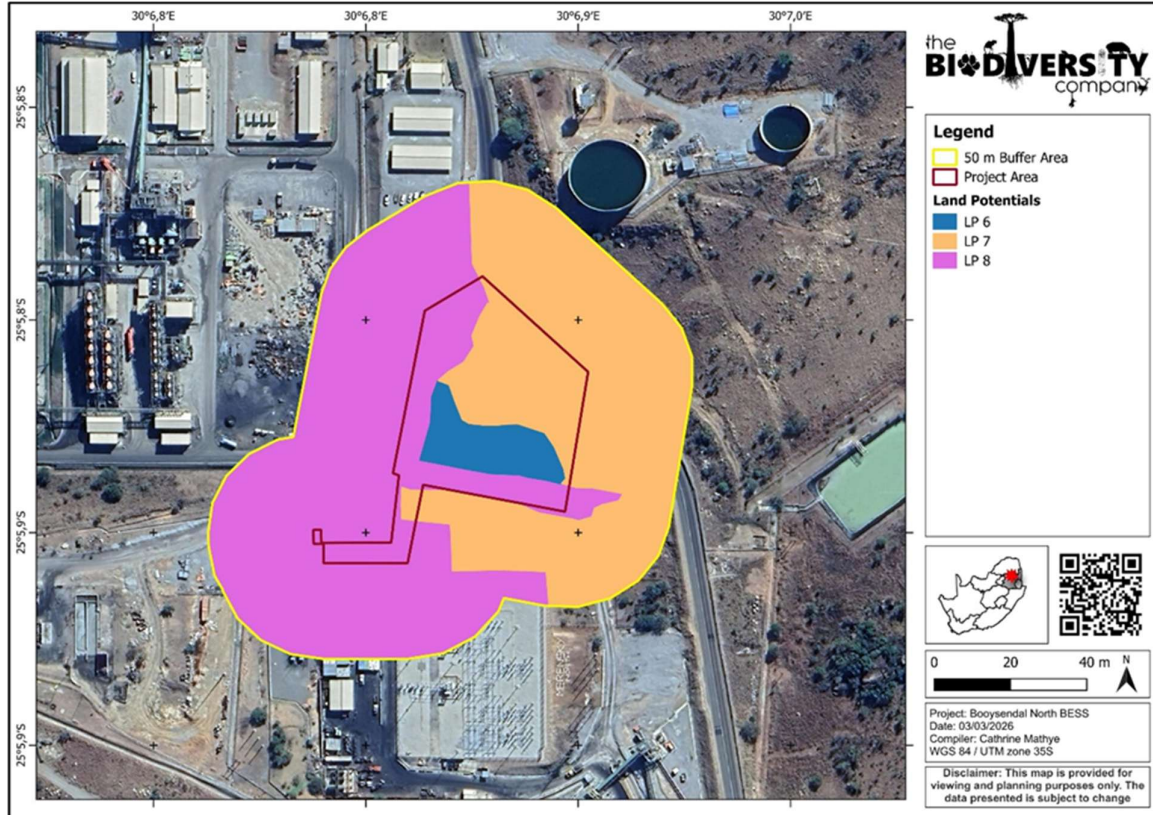 30°6,8'E 30°6,8'E 30°6,9'E 30°7,0'E
25°5,8'S
25°5,8'S
25°5,9'S
25°5,9'S
the
BIODIVERSITY
company
Legend
50 m Buffer Area
Project Area
Land Potentials
LP 6
LP 7
LP 8
0 20 40 m N
Project: Booysendal North BESS
Date: 03/03/2026
Compiler: Cathrine Mathye
WGS 84 / UTM zone 35S
Disclaimer: This map is provided for
viewing and planning purposes only. The
data presented is subject to change